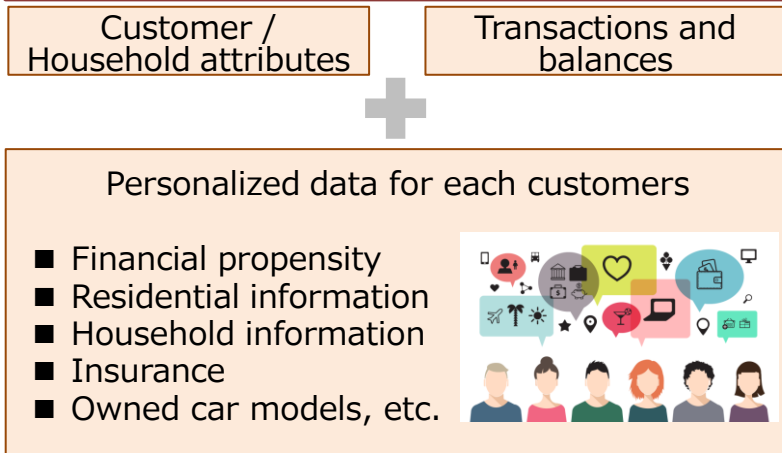 Customer /
Household attributes
Transactions and
balances
Personalized data for each customers
■ Financial propensity
■ Residential information
■ Household information
■ Insurance
■ Owned car models, etc.